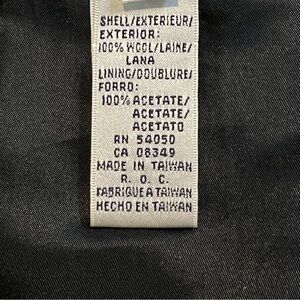 SHELL/EXTERIEUR/
EXTERIOR:
100% WOOL/LAINE/
LANA
LINING/DOUBLURE/
FORRO:
100% ACETATE/
ACETATE/
ACETATO
RN 54050
CA 08349
MADE IN TAIWAN
R. O. C.
FABRIQUE A TAIWAN
HECHO EN TAIWAN